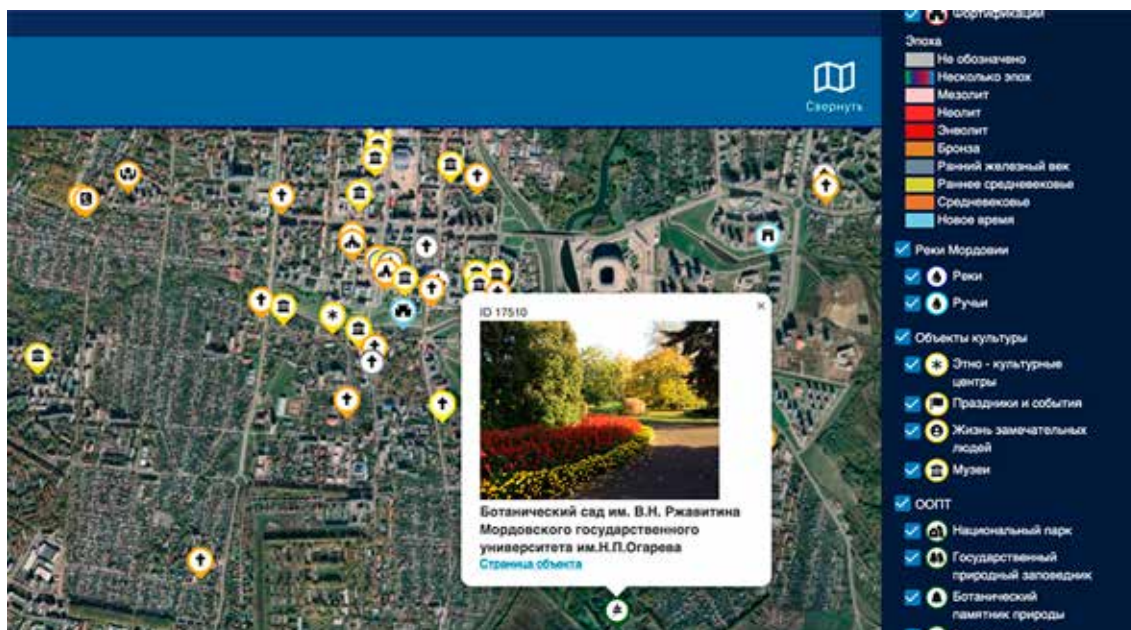 Свернуть
ID 17510
×
Ботанический сад им. В.Н. Ржавитина
Мордовского государственного
университета им.Н.П.Огарева
Страница объекта
Фортификации
Эпоха
Не обозначено
Несколько эпох
Мезолит
Неолит
Энеолит
Бронза
Ранний железный век
Раннее средневековье
Средневековье
Новое время
Реки Мордовии
Реки
Ручьи
Объекты культуры
Этно - культурные
центры
Праздники и события
Жизнь замечательных
людей
Музеи
ООПТ
Национальный парк
Государственный
природный заповедник
Ботанический
памятник природы